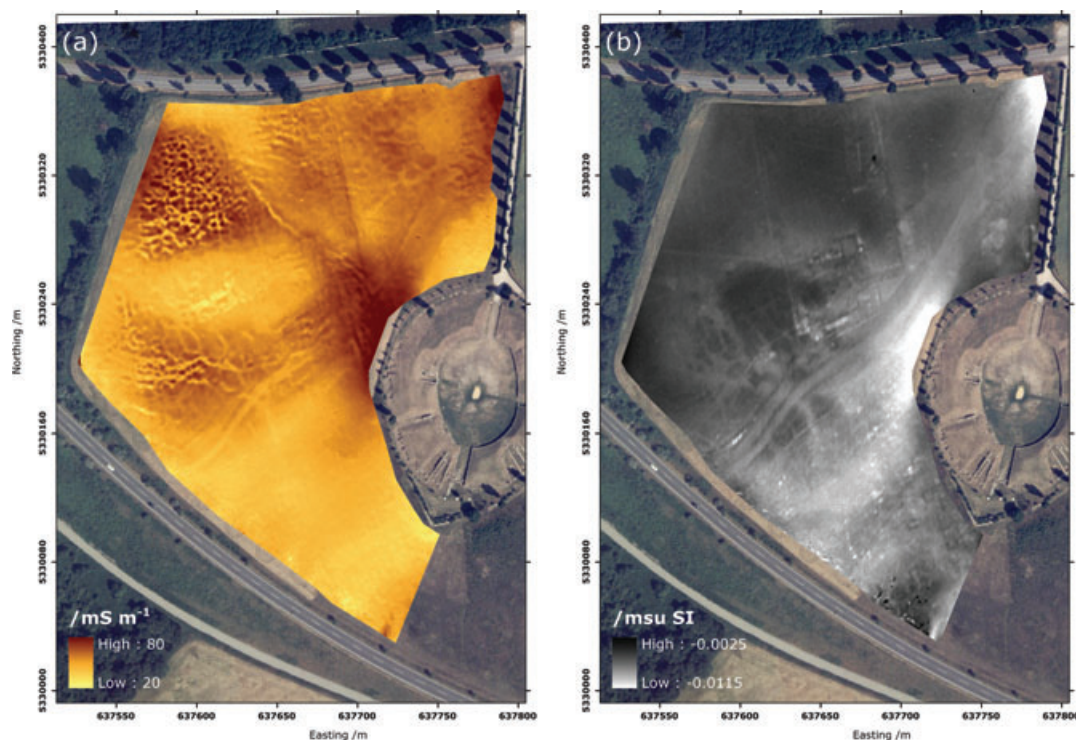 (a)
5330400
5330320
5330240
5330160
5330080
5330000
Northing /m
/mS m⁻¹
High : 80
Low : 20
637550 637600 637650 637700 637750 637800
Easting /m
(b)
5330400
5330320
5330240
5330160
5330080
5330000
Northing /m
/msu SI
High : -0.0025
Low : -0.0115
637550 637600 637650 637700 637750 637800
Easting /m